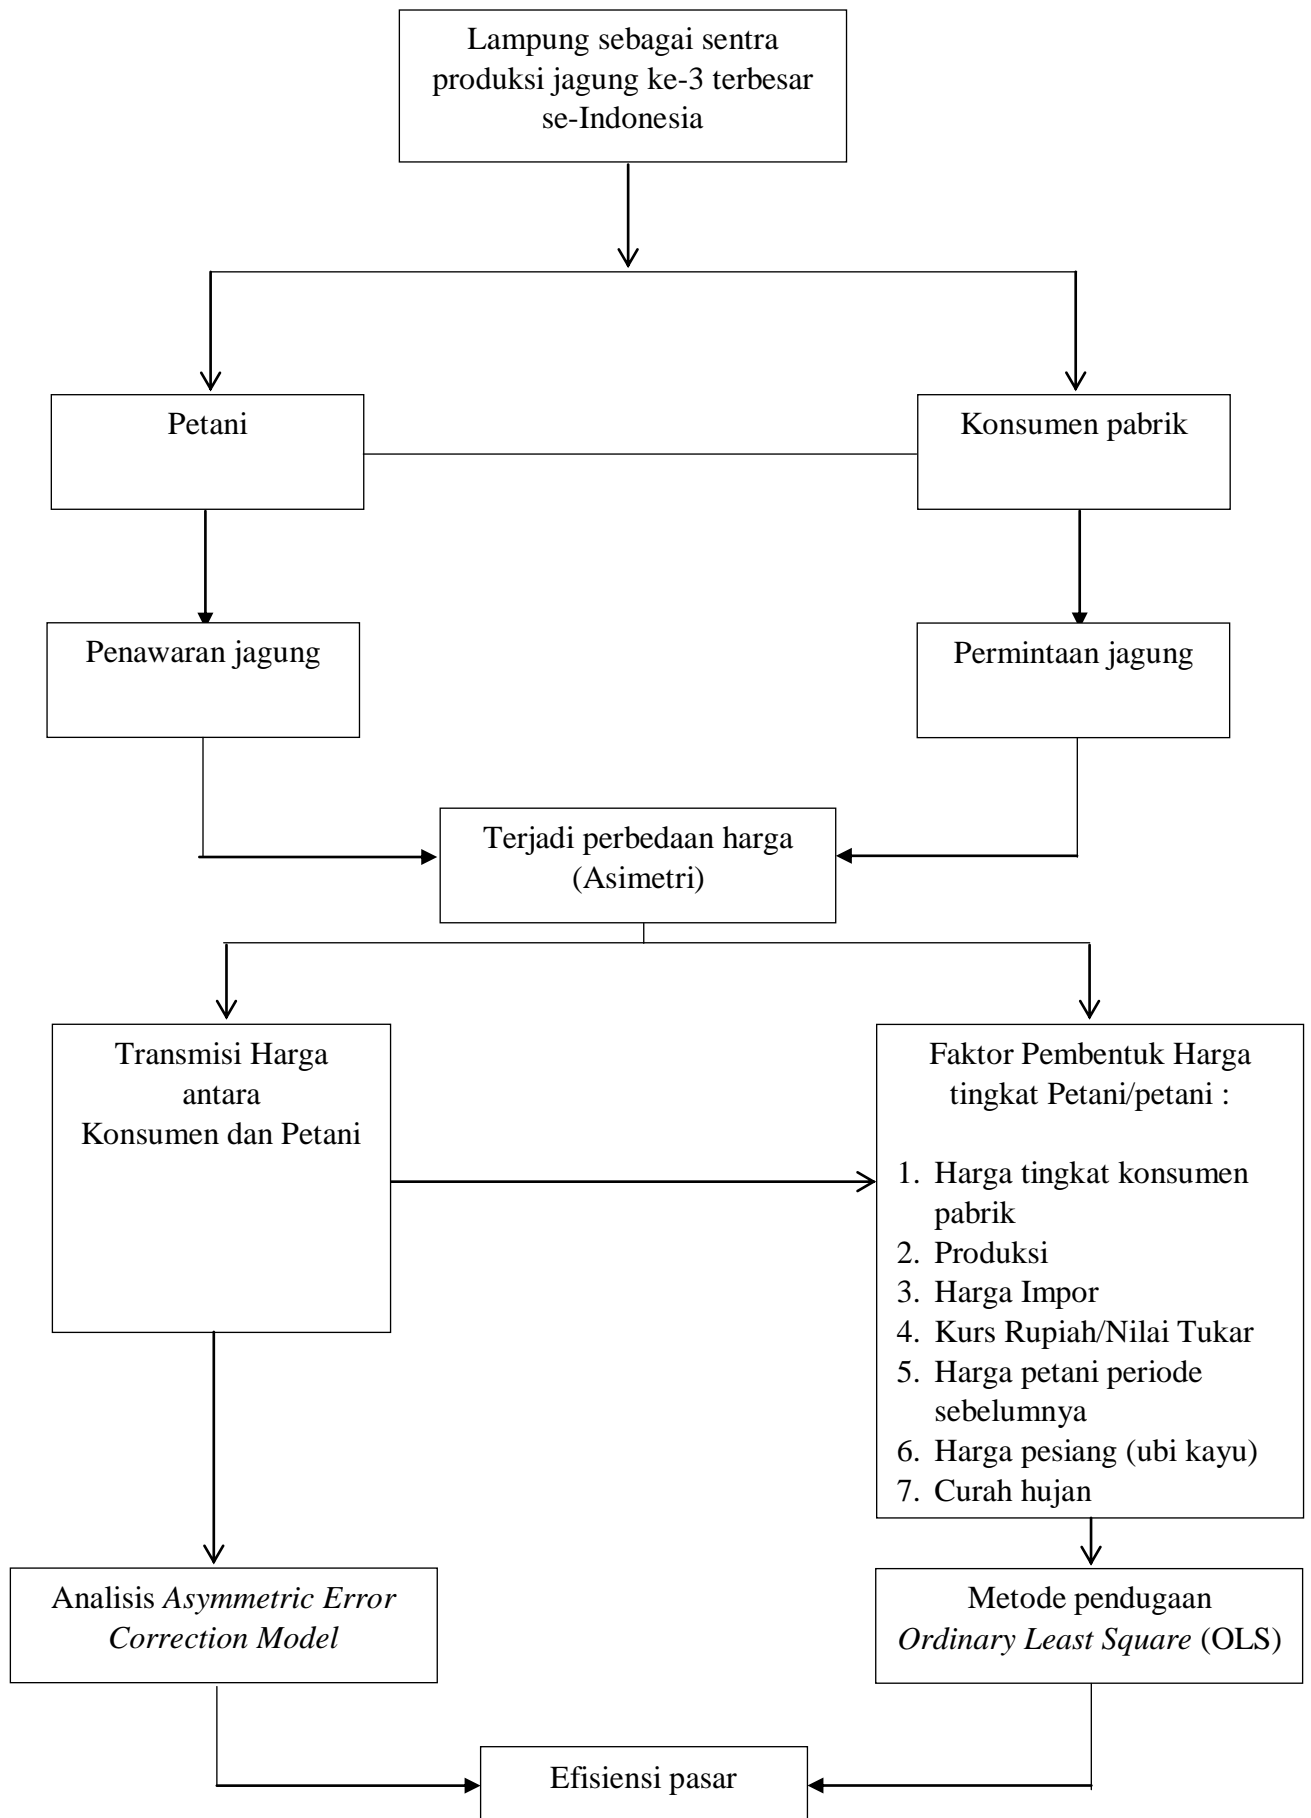 Lampung sebagai sentra
produksi jagung ke-3 terbesar
se-Indonesia
Petani
Konsumen pabrik
Penawaran jagung
Permintaan jagung
Terjadi perbedaan harga
(Asimetri)
Transmisi Harga
antara
Konsumen dan Petani
Faktor Pembentuk Harga
tingkat Petani/petani :
1. Harga tingkat konsumen
pabrik
2. Produksi
3. Harga Impor
4. Kurs Rupiah/Nilai Tukar
5. Harga petani periode
sebelumnya
6. Harga pesiang (ubi kayu)
7. Curah hujan
Analisis Asymmetric Error
Correction Model
Metode pendugaan
Ordinary Least Square (OLS)
Efisiensi pasar